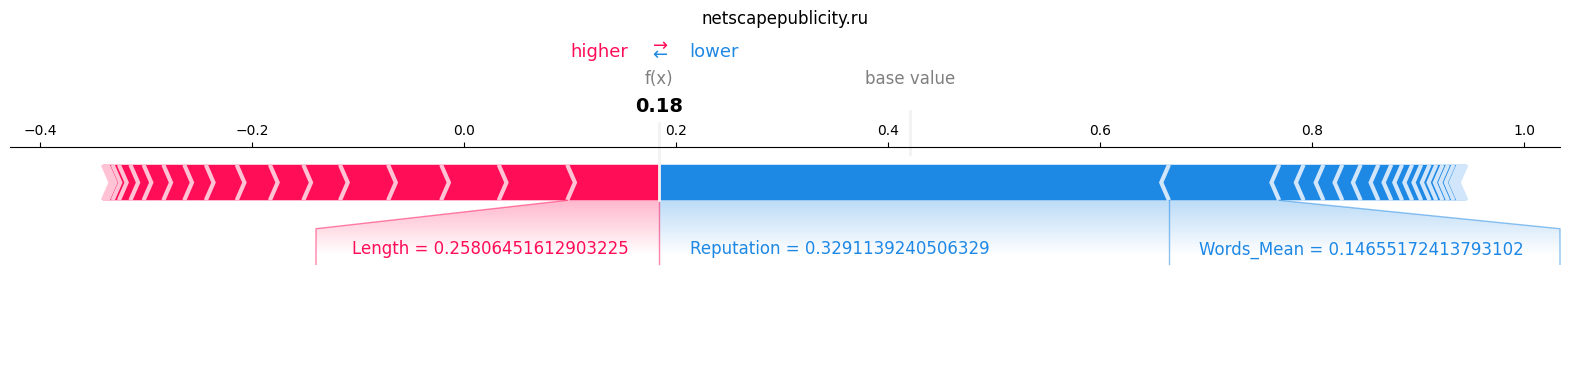 netscapepublicity.ru
higher ⇄ lower
f(x) base value
0.18
−0.4 −0.2 0.0 0.2 0.4 0.6 0.8 1.0
Length = 0.25806451612903225 Reputation = 0.3291139240506329 Words_Mean = 0.14655172413793102